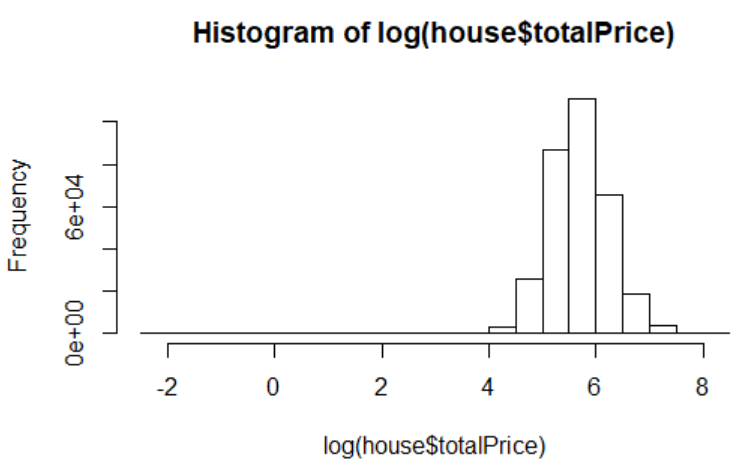 Histogram of log(house$totalPrice)
Frequency
0e+00
6e+04
-2 0 2 4 6 8
log(house$totalPrice)